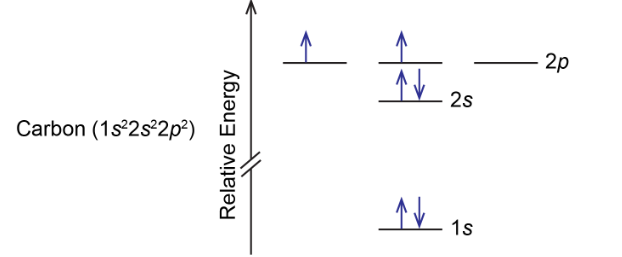 2p
2s
Carbon (1s²2s²2p²)
Relative Energy
1s